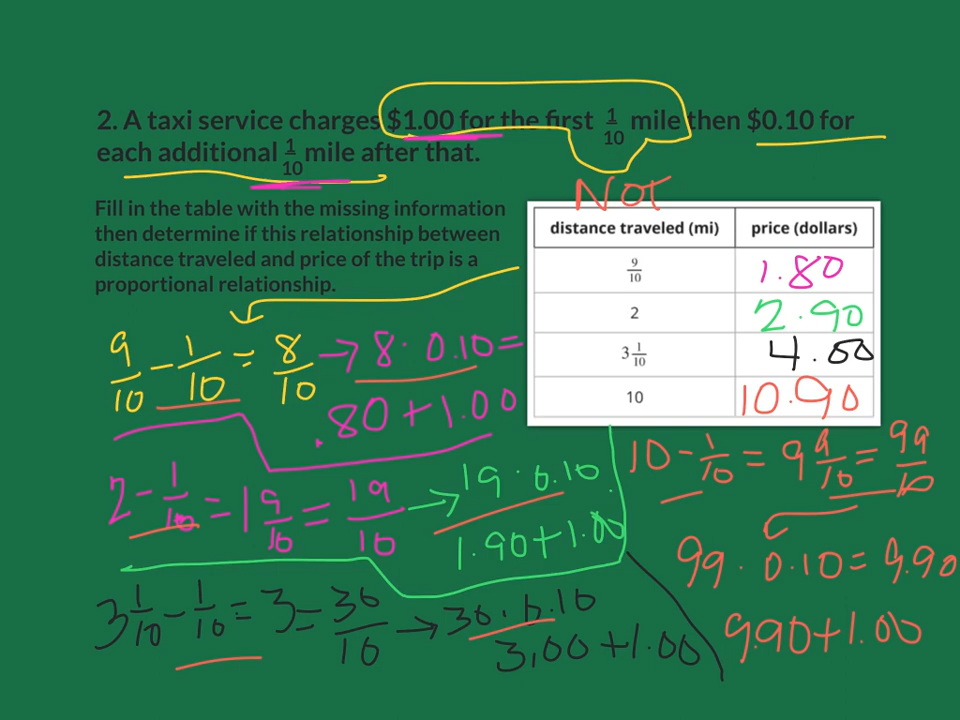 2. A taxi service charges $1.00 for the first 1/10 mile then $0.10 for
each additional 1/10 mile after that.
Fill in the table with the missing information
then determine if this relationship between
distance traveled and price of the trip is a
proportional relationship.
NOT
distance traveled (mi) price (dollars)
9/10 1.80
2 2.90
3 1/10 4.00
10 10.90
9/10 - 1/10 = 8/10 → 8 · 0.10 =
.80 + 1.00
2 - 1/10 = 1 9/10 = 19/10 → 19 · 0.10
1.90 + 1.00
3 1/10 - 1/10 = 3 = 30/10 → 30 · 0.10
3.00 + 1.00
10 - 1/10 = 9 9/10 = 99/10
99 · 0.10 = 9.90
9.90 + 1.00